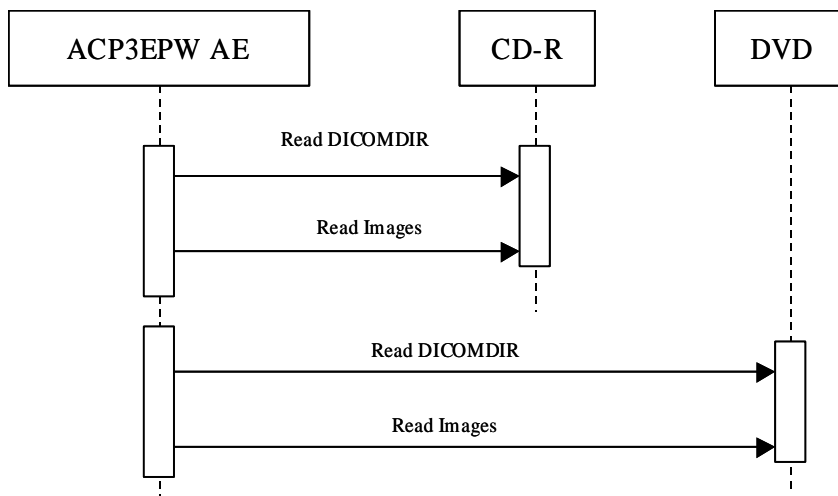 ACP3EPW AE
CD-R
DVD
Read DICOMDIR
Read Images
Read DICOMDIR
Read Images